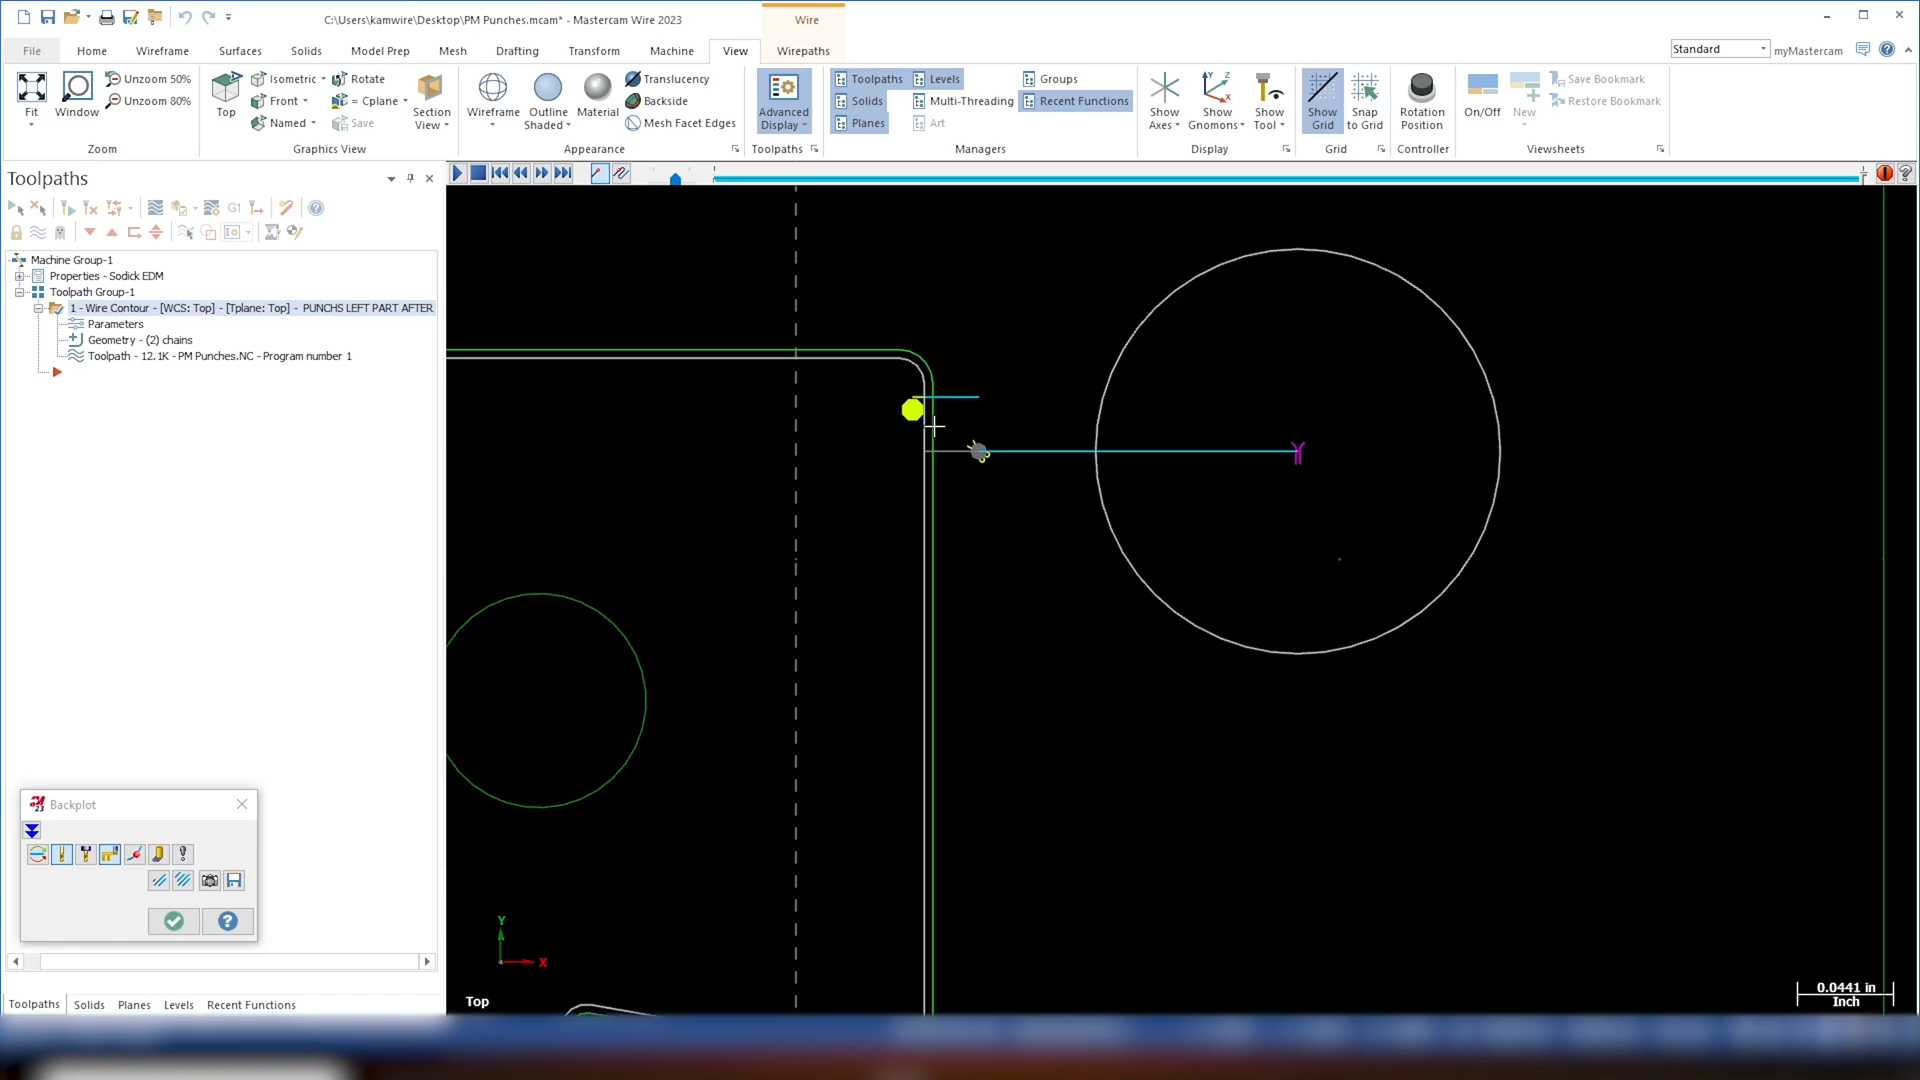 C:\Users\kamwire\Desktop\PM Punches.mcam* - Mastercam Wire 2023
Wire
File
Home
Wireframe
Surfaces
Solids
Model Prep
Mesh
Drafting
Transform
Machine
View
Wirepaths
Standard
myMastercam
Fit
Window
Unzoom 50%
Unzoom 80%
Zoom
Top
Isometric
Front
Named
Rotate
= Cplane
Save
Section View
Graphics View
Wireframe
Outline Shaded
Material
Translucency
Backside
Mesh Facet Edges
Appearance
Advanced Display
Toolpaths
Toolpaths
Solids
Planes
Levels
Multi-Threading
Art
Groups
Recent Functions
Managers
Show Axes
Show Gnomons
Show Tool
Display
Show Grid
Snap to Grid
Grid
Rotation Position
Controller
On/Off
New
Save Bookmark
Restore Bookmark
Viewsheets
Toolpaths
G1
Machine Group-1
Properties - Sodick EDM
Toolpath Group-1
1 - Wire Contour - [WCS: Top] - [Tplane: Top] - PUNCHS LEFT PART AFTER
Parameters
Geometry - (2) chains
Toolpath - 12.1K - PM Punches.NC - Program number 1
Backplot
Y
X
Top
0.0441 in
Inch
Toolpaths
Solids
Planes
Levels
Recent Functions